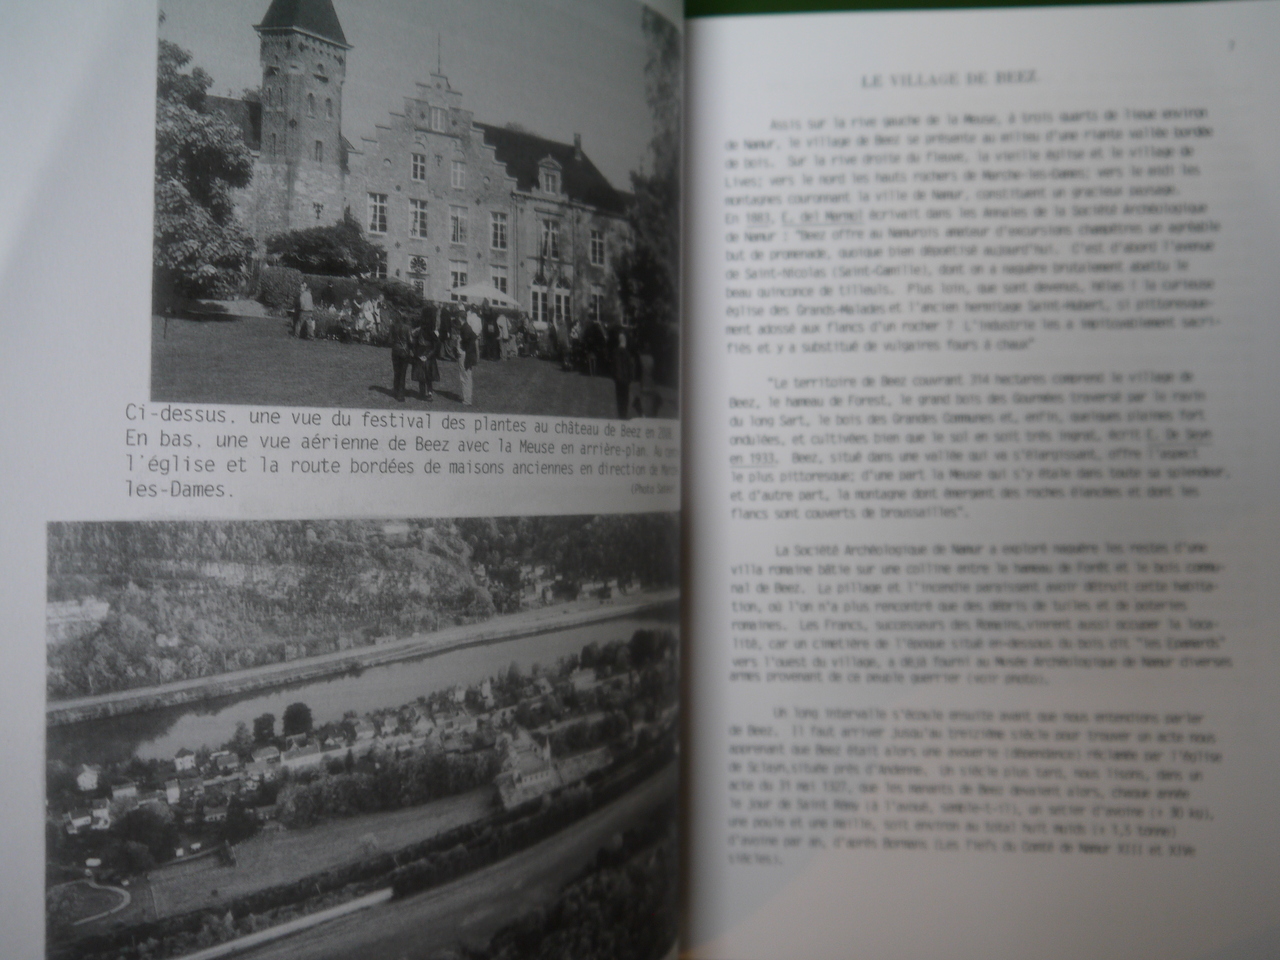 Ci-dessus. une vue du festival des plantes au château de Beez en
En bas. une vue aérienne de Beez avec la Meuse en arrière-plan. Au
l'église et la route bordées de maisons anciennes en direction de Marche-
les-Dames.
(Photo
7
LE VILLAGE DE BEEZ
Assis sur la rive gauche de la Meuse, à trois quarts de lieue environ
de Namur, le village de Beez se présente au milieu d'une riante vallée bordée
de bois. Sur la rive droite du fleuve, la vieille église et le village de
Lives; vers le nord les hauts rochers de Marche-les-Dames; vers le midi les
montagnes couronnant la ville de Namur, constituent un gracieux paysage.
En 1883, E. del Marmol écrivait dans les Annales de la Société Archéologique
de Namur : "Beez offre au Namurois amateur d'excursions champêtres un agréable
but de promenade, quoique bien dépoétisé aujourd'hui. C'est d'abord l'avenue
de Saint-Nicolas (Saint-Camille), dont on a naguère brutalement abattu le
beau quinconce de tilleuls. Plus loin, que sont devenus, hélas ! la curieuse
église des Grands-Malades et l'ancien hermitage Saint-Hubert, si pittoresque-
ment adossé aux flancs d'un rocher ? L'industrie les a impitoyablement sacri-
fiés et y a substitué de vulgaires fours à chaux"
"Le territoire de Beez couvrant 314 hectares comprend le village de
Beez, le hameau de Forest, le grand bois des traversé par le ravin
du long Sart, le bois des Grandes Communes et, enfin, quelques plaines fort
ondulées, et cultivées bien que le sol en soit très ingrat, écrit E. De
en 1933. Beez, situé dans une vallée qui va s'élargissant, offre l'aspect
le plus pittoresque; d'une part la Meuse qui s'y étale dans toute sa splendeur,
et d'autre part, la montagne dont émergent des roches élancées et dont les
flancs sont couverts de broussailles".
La Société Archéologique de Namur a exploré naguère les restes d'une
villa romaine bâtie sur une colline entre le hameau de Forêt et le bois commu-
nal de Beez. Le pillage et l'incendie paraissent avoir détruit cette habita-
tion, où l'on n'a plus rencontré que des débris de tuiles et de poteries
romaines. Les Francs, successeurs des Romains, vinrent aussi occuper la loca-
lité, car un cimetière de l'époque situé en-dessous du bois dit "les
vers l'ouest du village, a déjà fourni au Musée Archéologique de Namur diverses
armes provenant de ce peuple guerrier (voir photo).
Un long intervalle s'écoule ensuite avant que nous entendions parler
de Beez. Il faut arriver jusqu'au treizième siècle pour trouver un acte nous
apprenant que Beez était alors une avouerie (dépendance) réclamée par l'église
de Sclayn, située près d'Andenne. Un siècle plus tard, nous lisons, dans un
acte du 31 Mai 1327, que les manants de Beez devaient alors, chaque année
le jour de Saint Rémy (à l'avoué, semble-t-il), un setier d'avoine (± 30 kg),
une poule et une soit environ au total huit muids (± 1,5 tonne)
d'avoine par an, d'après Bormans (Les Fiefs du Comté de Namur XIII et XIVe
siècles).